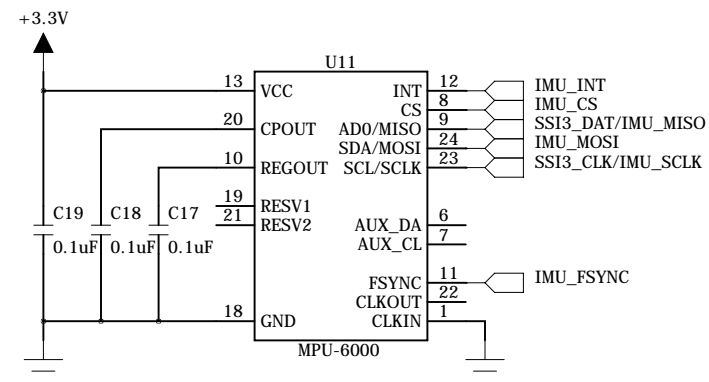 +3.3V
U11
13 VCC INT 12 IMU_INT
CS 8 IMU_CS
20 CPOUT AD0/MISO 9 SSI3_DAT/IMU_MISO
SDA/MOSI 24 IMU_MOSI
10 REGOUT SCL/SCLK 23 SSI3_CLK/IMU_SCLK
19 RESV1
C19 C18 C17 21 RESV2 AUX_DA 6
AUX_CL 7
0.1uF 0.1uF 0.1uF
FSYNC 11 IMU_FSYNC
CLKOUT 22
18 GND CLKIN 1
MPU-6000